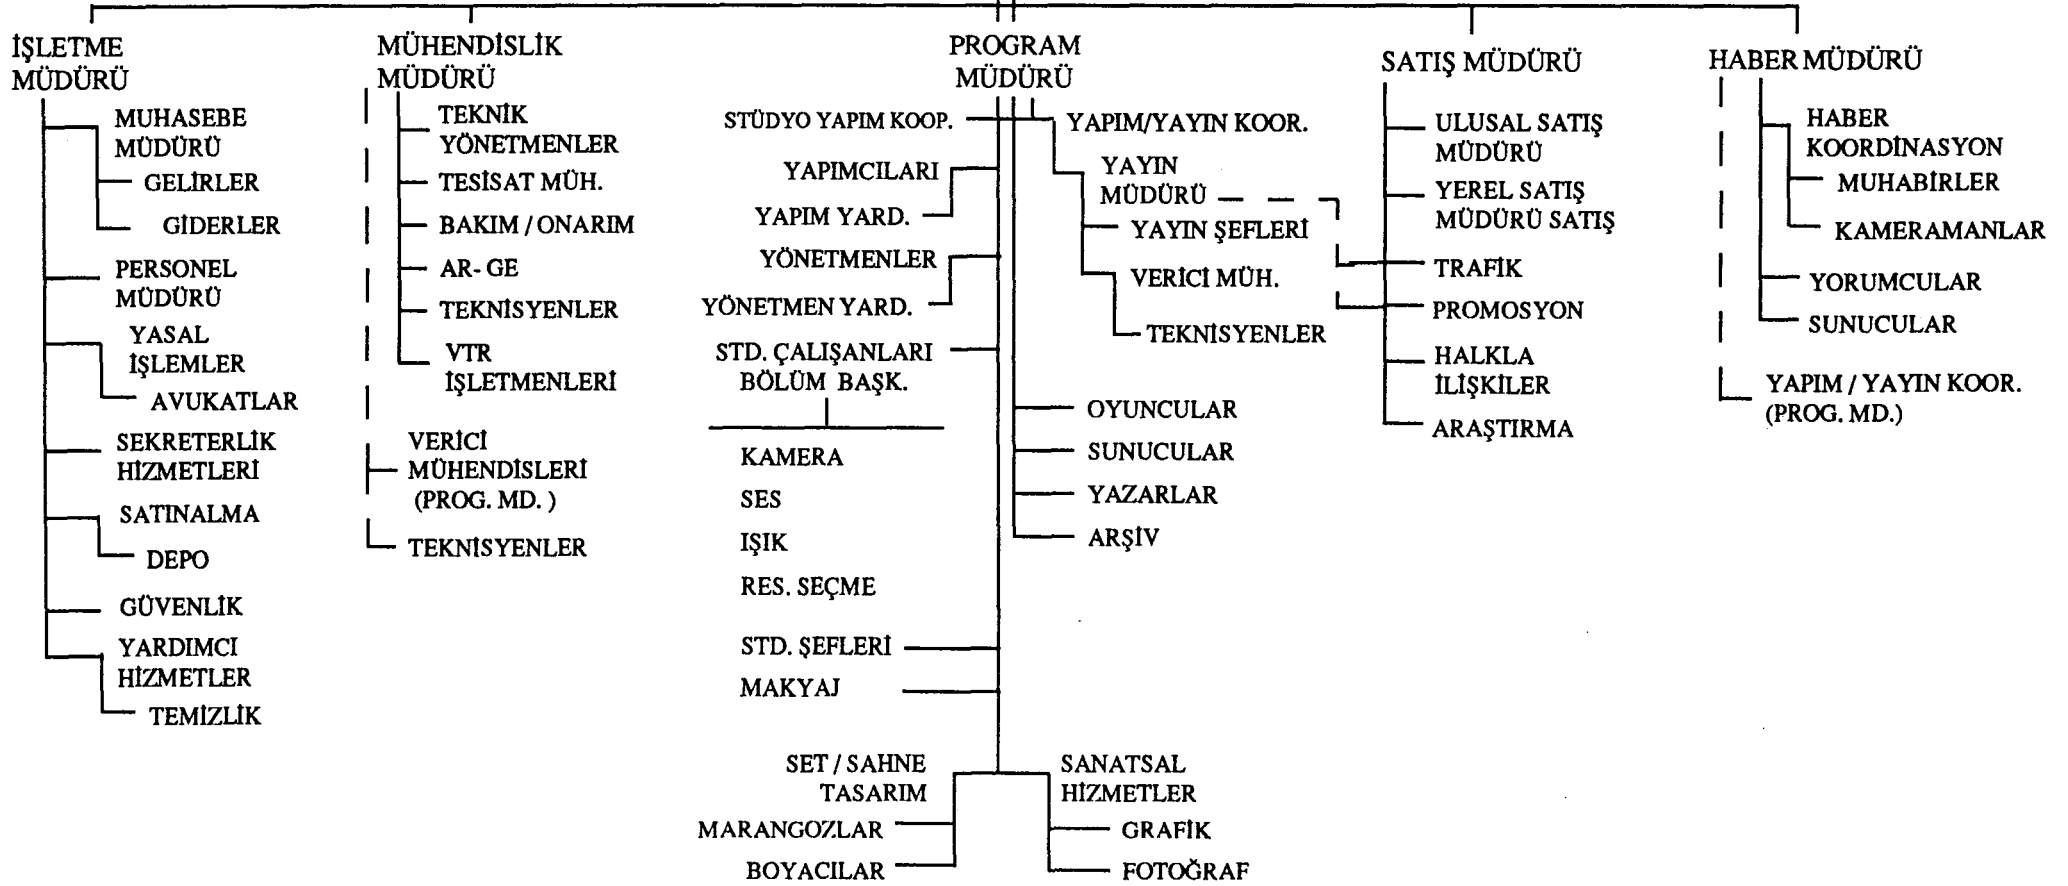 İŞLETME
MÜDÜRÜ
MUHASEBE
MÜDÜRÜ
GELİRLER
GİDERLER
PERSONEL
MÜDÜRÜ
YASAL
İŞLEMLER
AVUKATLAR
SEKRETERLİK
HİZMETLERİ
SATINALMA
DEPO
GÜVENLİK
YARDIMCI
HİZMETLER
TEMİZLİK
MÜHENDİSLİK
MÜDÜRÜ
TEKNİK
YÖNETMENLER
TESİSAT MÜH.
BAKIM / ONARIM
AR- GE
TEKNİSYENLER
VTR
İŞLETMENLERİ
VERİCİ
MÜHENDİSLERİ
(PROG. MD. )
TEKNİSYENLER
PROGRAM
MÜDÜRÜ
STÜDYO YAPIM KOOP.
YAPIMCILARI
YAPIM YARD.
YÖNETMENLER
YÖNETMEN YARD.
STD. ÇALIŞANLARI
BÖLÜM BAŞK.
KAMERA
SES
IŞIK
RES. SEÇME
STD. ŞEFLERİ
MAKYAJ
SET / SAHNE
TASARIM
MARANGOZLAR
BOYACILAR
YAPIM/YAYIN KOOR.
YAYIN
MÜDÜRÜ
YAYIN ŞEFLERİ
VERİCİ MÜH.
TEKNİSYENLER
OYUNCULAR
SUNUCULAR
YAZARLAR
ARŞİV
SANATSAL
HİZMETLER
GRAFİK
FOTOĞRAF
SATIŞ MÜDÜRÜ
ULUSAL SATIŞ
MÜDÜRÜ
YEREL SATIŞ
MÜDÜRÜ SATIŞ
TRAFİK
PROMOSYON
HALKLA
İLİŞKİLER
ARAŞTIRMA
HABER MÜDÜRÜ
HABER
KOORDİNASYON
MUHABİRLER
KAMERAMANLAR
YORUMCULAR
SUNUCULAR
YAPIM / YAYIN KOOR.
(PROG. MD.)